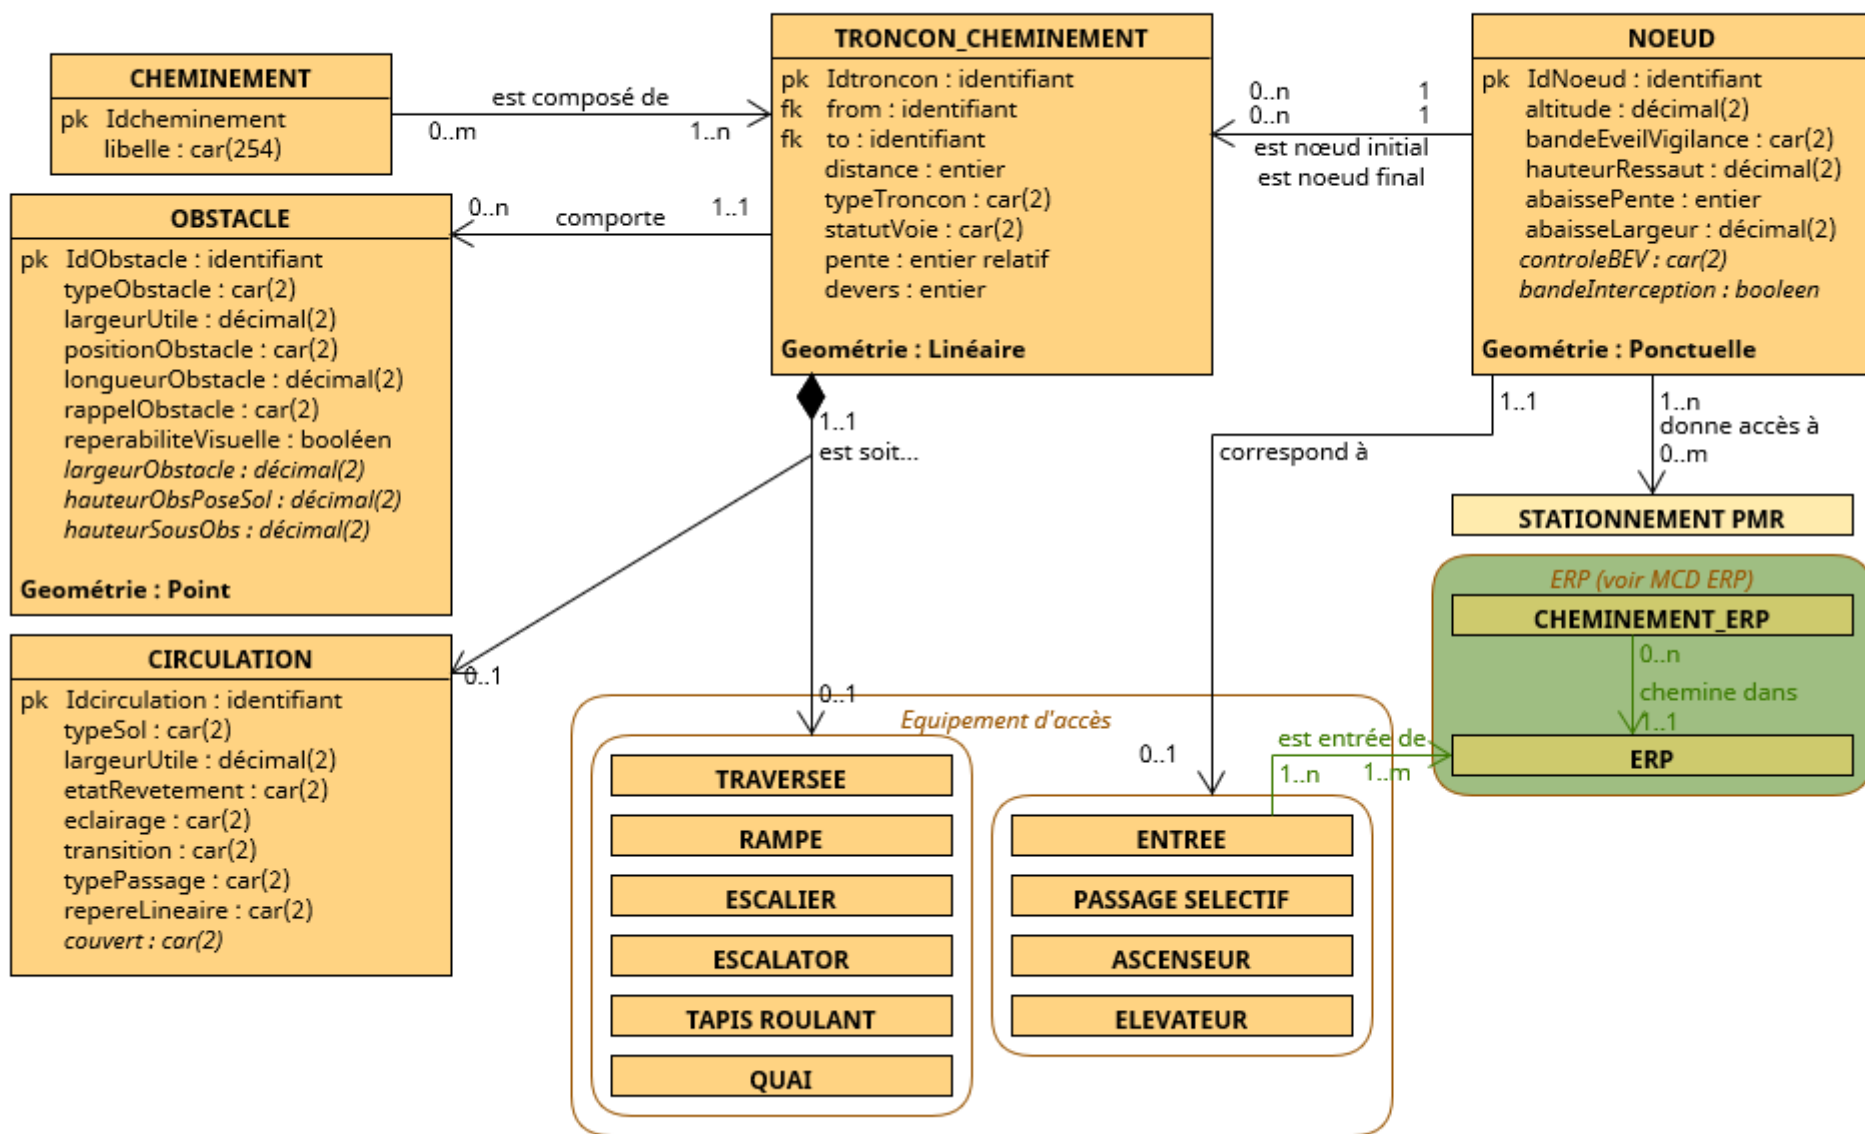 CHEMINEMENT
pk Idcheminement
libelle : car(254)
est composé de
0..m
1..n
TRONCON_CHEMINEMENT
pk Idtroncon : identifiant
fk from : identifiant
fk to : identifiant
distance : entier
typeTroncon : car(2)
statutVoie : car(2)
pente : entier relatif
devers : entier
Geométrie : Linéaire
0..n 1
0..n 1
est nœud initial
est noeud final
NOEUD
pk IdNoeud : identifiant
altitude : décimal(2)
bandeEveilVigilance : car(2)
hauteurRessaut : décimal(2)
abaissePente : entier
abaisseLargeur : décimal(2)
controleBEV : car(2)
bandeInterception : booleen
Geométrie : Ponctuelle
OBSTACLE
pk IdObstacle : identifiant
typeObstacle : car(2)
largeurUtile : décimal(2)
positionObstacle : car(2)
longueurObstacle : décimal(2)
rappelObstacle : car(2)
reperabiliteVisuelle : booléen
largeurObstacle : décimal(2)
hauteurObsPoseSol : décimal(2)
hauteurSousObs : décimal(2)
Geométrie : Point
0..n
comporte
1..1
1..1
est soit...
0..1
0..1
CIRCULATION
pk Idcirculation : identifiant
typeSol : car(2)
largeurUtile : décimal(2)
etatRevetement : car(2)
eclairage : car(2)
transition : car(2)
typePassage : car(2)
repereLineaire : car(2)
couvert : car(2)
1..1
correspond à
0..1
1..n
donne accès à
0..m
STATIONNEMENT PMR
ERP (voir MCD ERP)
CHEMINEMENT_ERP
0..n
chemine dans
1..1
ERP
Equipement d'accès
est entrée de
1..n
1..m
TRAVERSEE
RAMPE
ESCALIER
ESCALATOR
TAPIS ROULANT
QUAI
ENTREE
PASSAGE SELECTIF
ASCENSEUR
ELEVATEUR